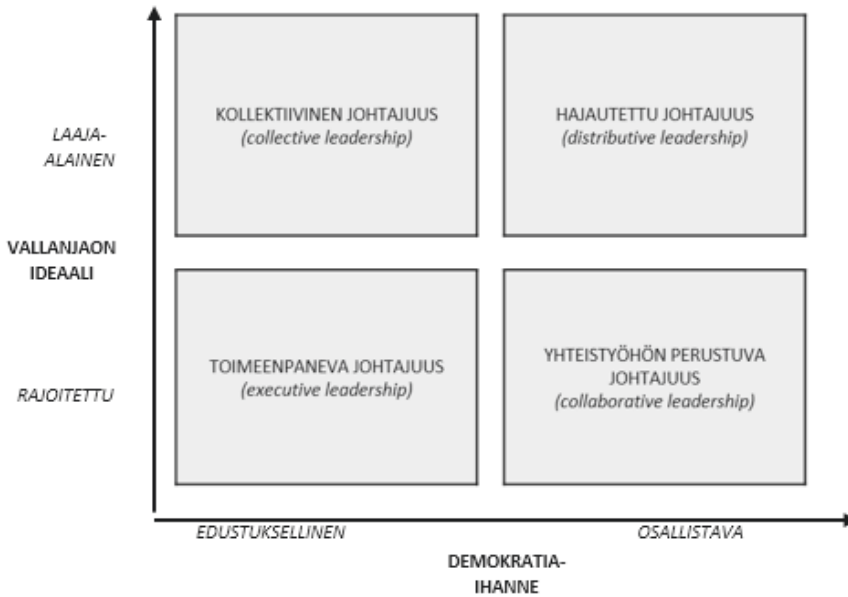 KOLLEKTIIVINEN JOHTAJUUS
(collective leadership)
HAJAUTETTU JOHTAJUUS
(distributive leadership)
LAAJA-
ALAINEN
VALLANJAON
IDEAALI
TOIMEENPANEVA JOHTAJUUS
(executive leadership)
YHTEISTYÖHÖN PERUSTUVA
JOHTAJUUS
(collaborative leadership)
RAJOITETTU
EDUSTUKSELLINEN
OSALLISTAVA
DEMOKRATIA-
IHANNE